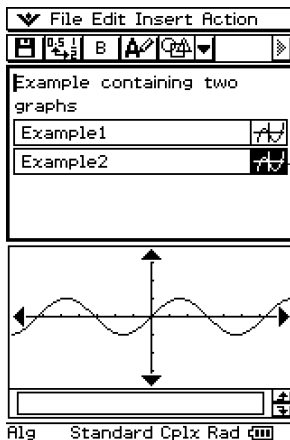 File Edit Insert Action
B
Example containing two
graphs
Example1
Example2
Alg Standard Cplx Rad